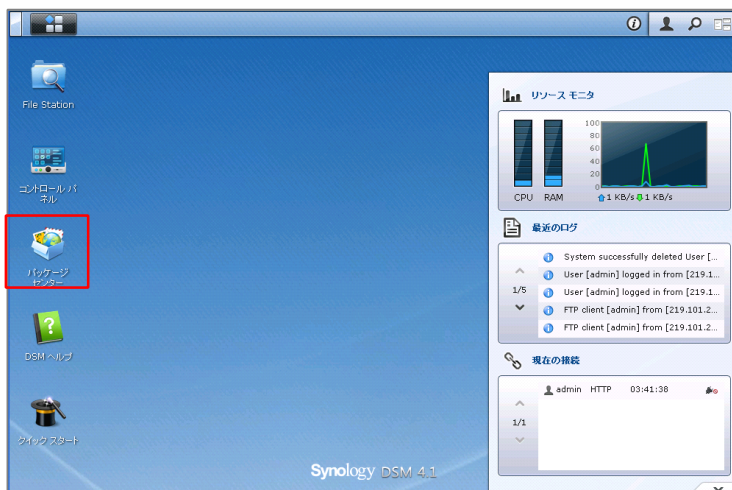 File Station
コントロール パ
ネル
パッケージ
センター
DSM ヘルプ
クイック スタート
リソース モニタ
100
80
60
40
20
0
CPU RAM 1 KB/s 1 KB/s
最近のログ
System successfully deleted User [...
User [admin] logged in from [219.1...
1/5
User [admin] logged in from [219.1...
FTP client [admin] from [219.101.2...
FTP client [admin] from [219.101.2...
現在の接続
admin HTTP 03:41:38
1/1
Synology DSM 4.1